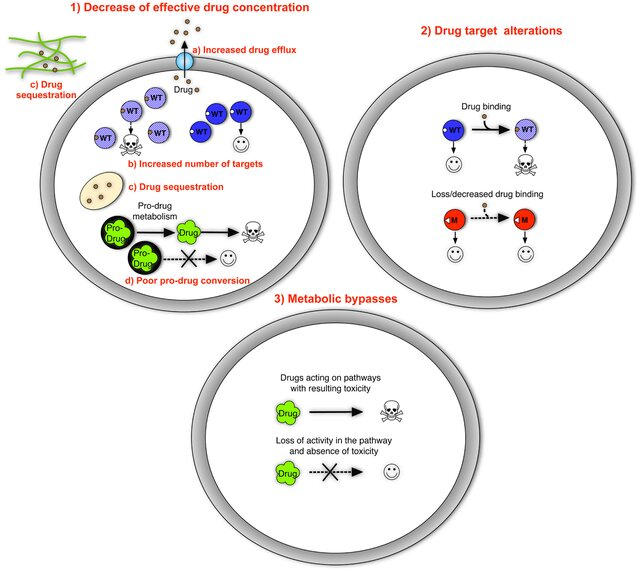 1) Decrease of effective drug concentration
a) Increased drug efflux
c) Drug
sequestration
Drug
WT
WT
WT
WT
WT
WT
WT
b) Increased number of targets
c) Drug sequestration
Pro-drug
metabolism
Pro-
Drug
Drug
Pro-
Drug
d) Poor pro-drug conversion
2) Drug target alterations
Drug binding
WT
WT
Loss/decreased drug binding
M
M
3) Metabolic bypasses
Drugs acting on pathways
with resulting toxicity
Drug
Loss of activity in the pathway
and absence of toxicity
Drug